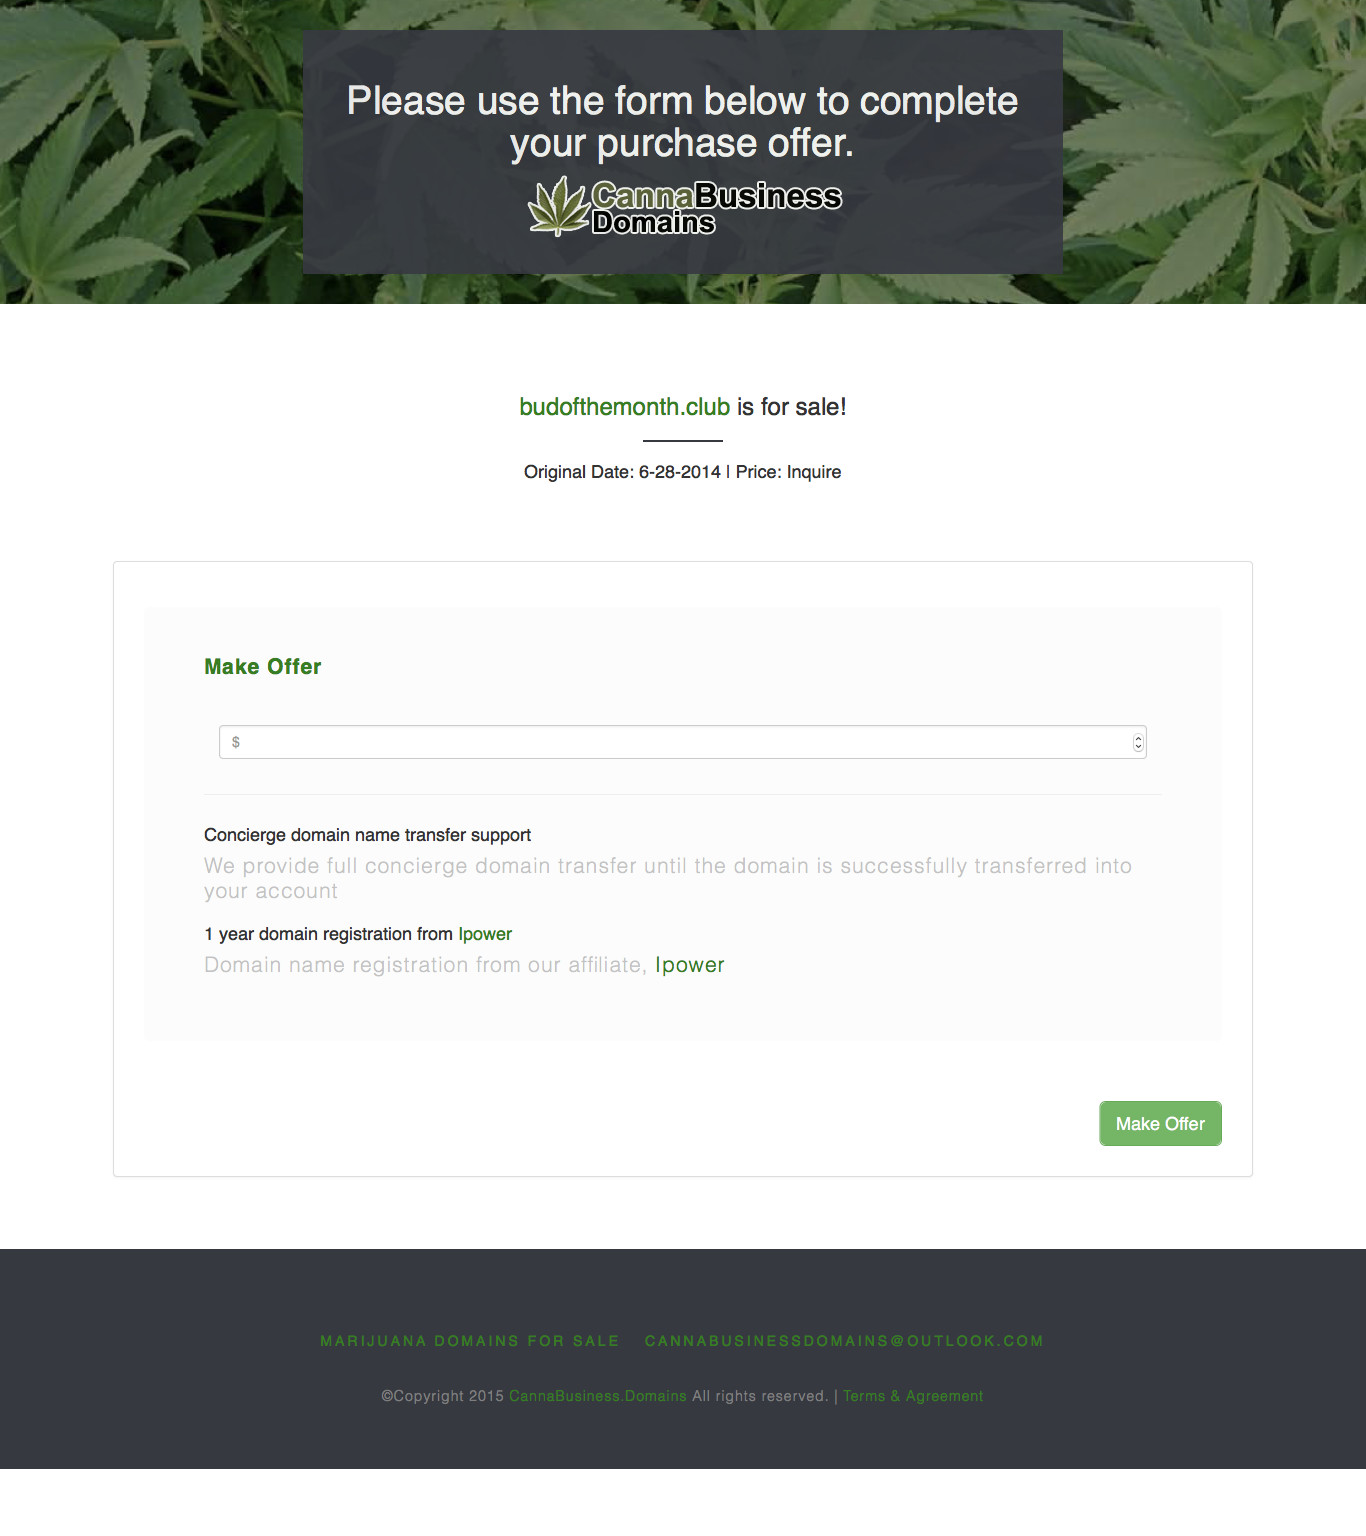 Please use the form below to complete
your purchase offer.
CannaBusiness
Domains
budofthemonth.club is for sale!
Original Date: 6-28-2014 | Price: Inquire
Make Offer
$
Concierge domain name transfer support
We provide full concierge domain transfer until the domain is successfully transferred into
your account
1 year domain registration from Ipower
Domain name registration from our affiliate, Ipower
Make Offer
MARIJUANA DOMAINS FOR SALE CANNABUSINESSDOMAINS@OUTLOOK.COM
©Copyright 2015 CannaBusiness.Domains All rights reserved. | Terms & Agreement